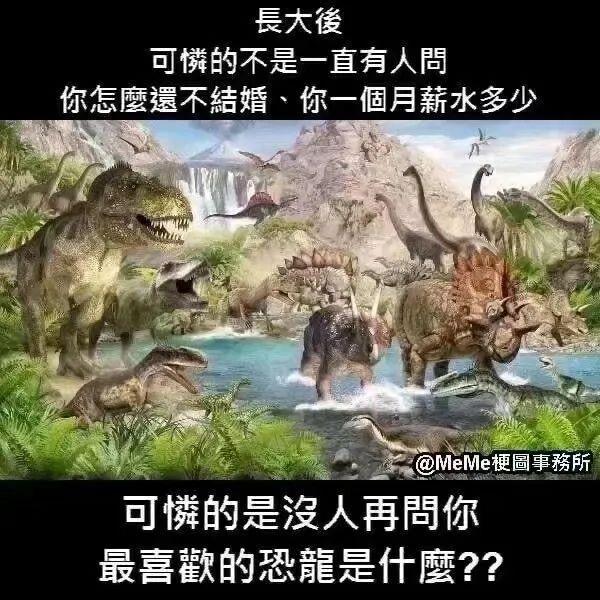 長大後
可憐的不是一直有人問
你怎麼還不結婚、你一個月薪水多少
@MeMe梗圖事務所
可憐的是沒人再問你
最喜歡的恐龍是什麼??